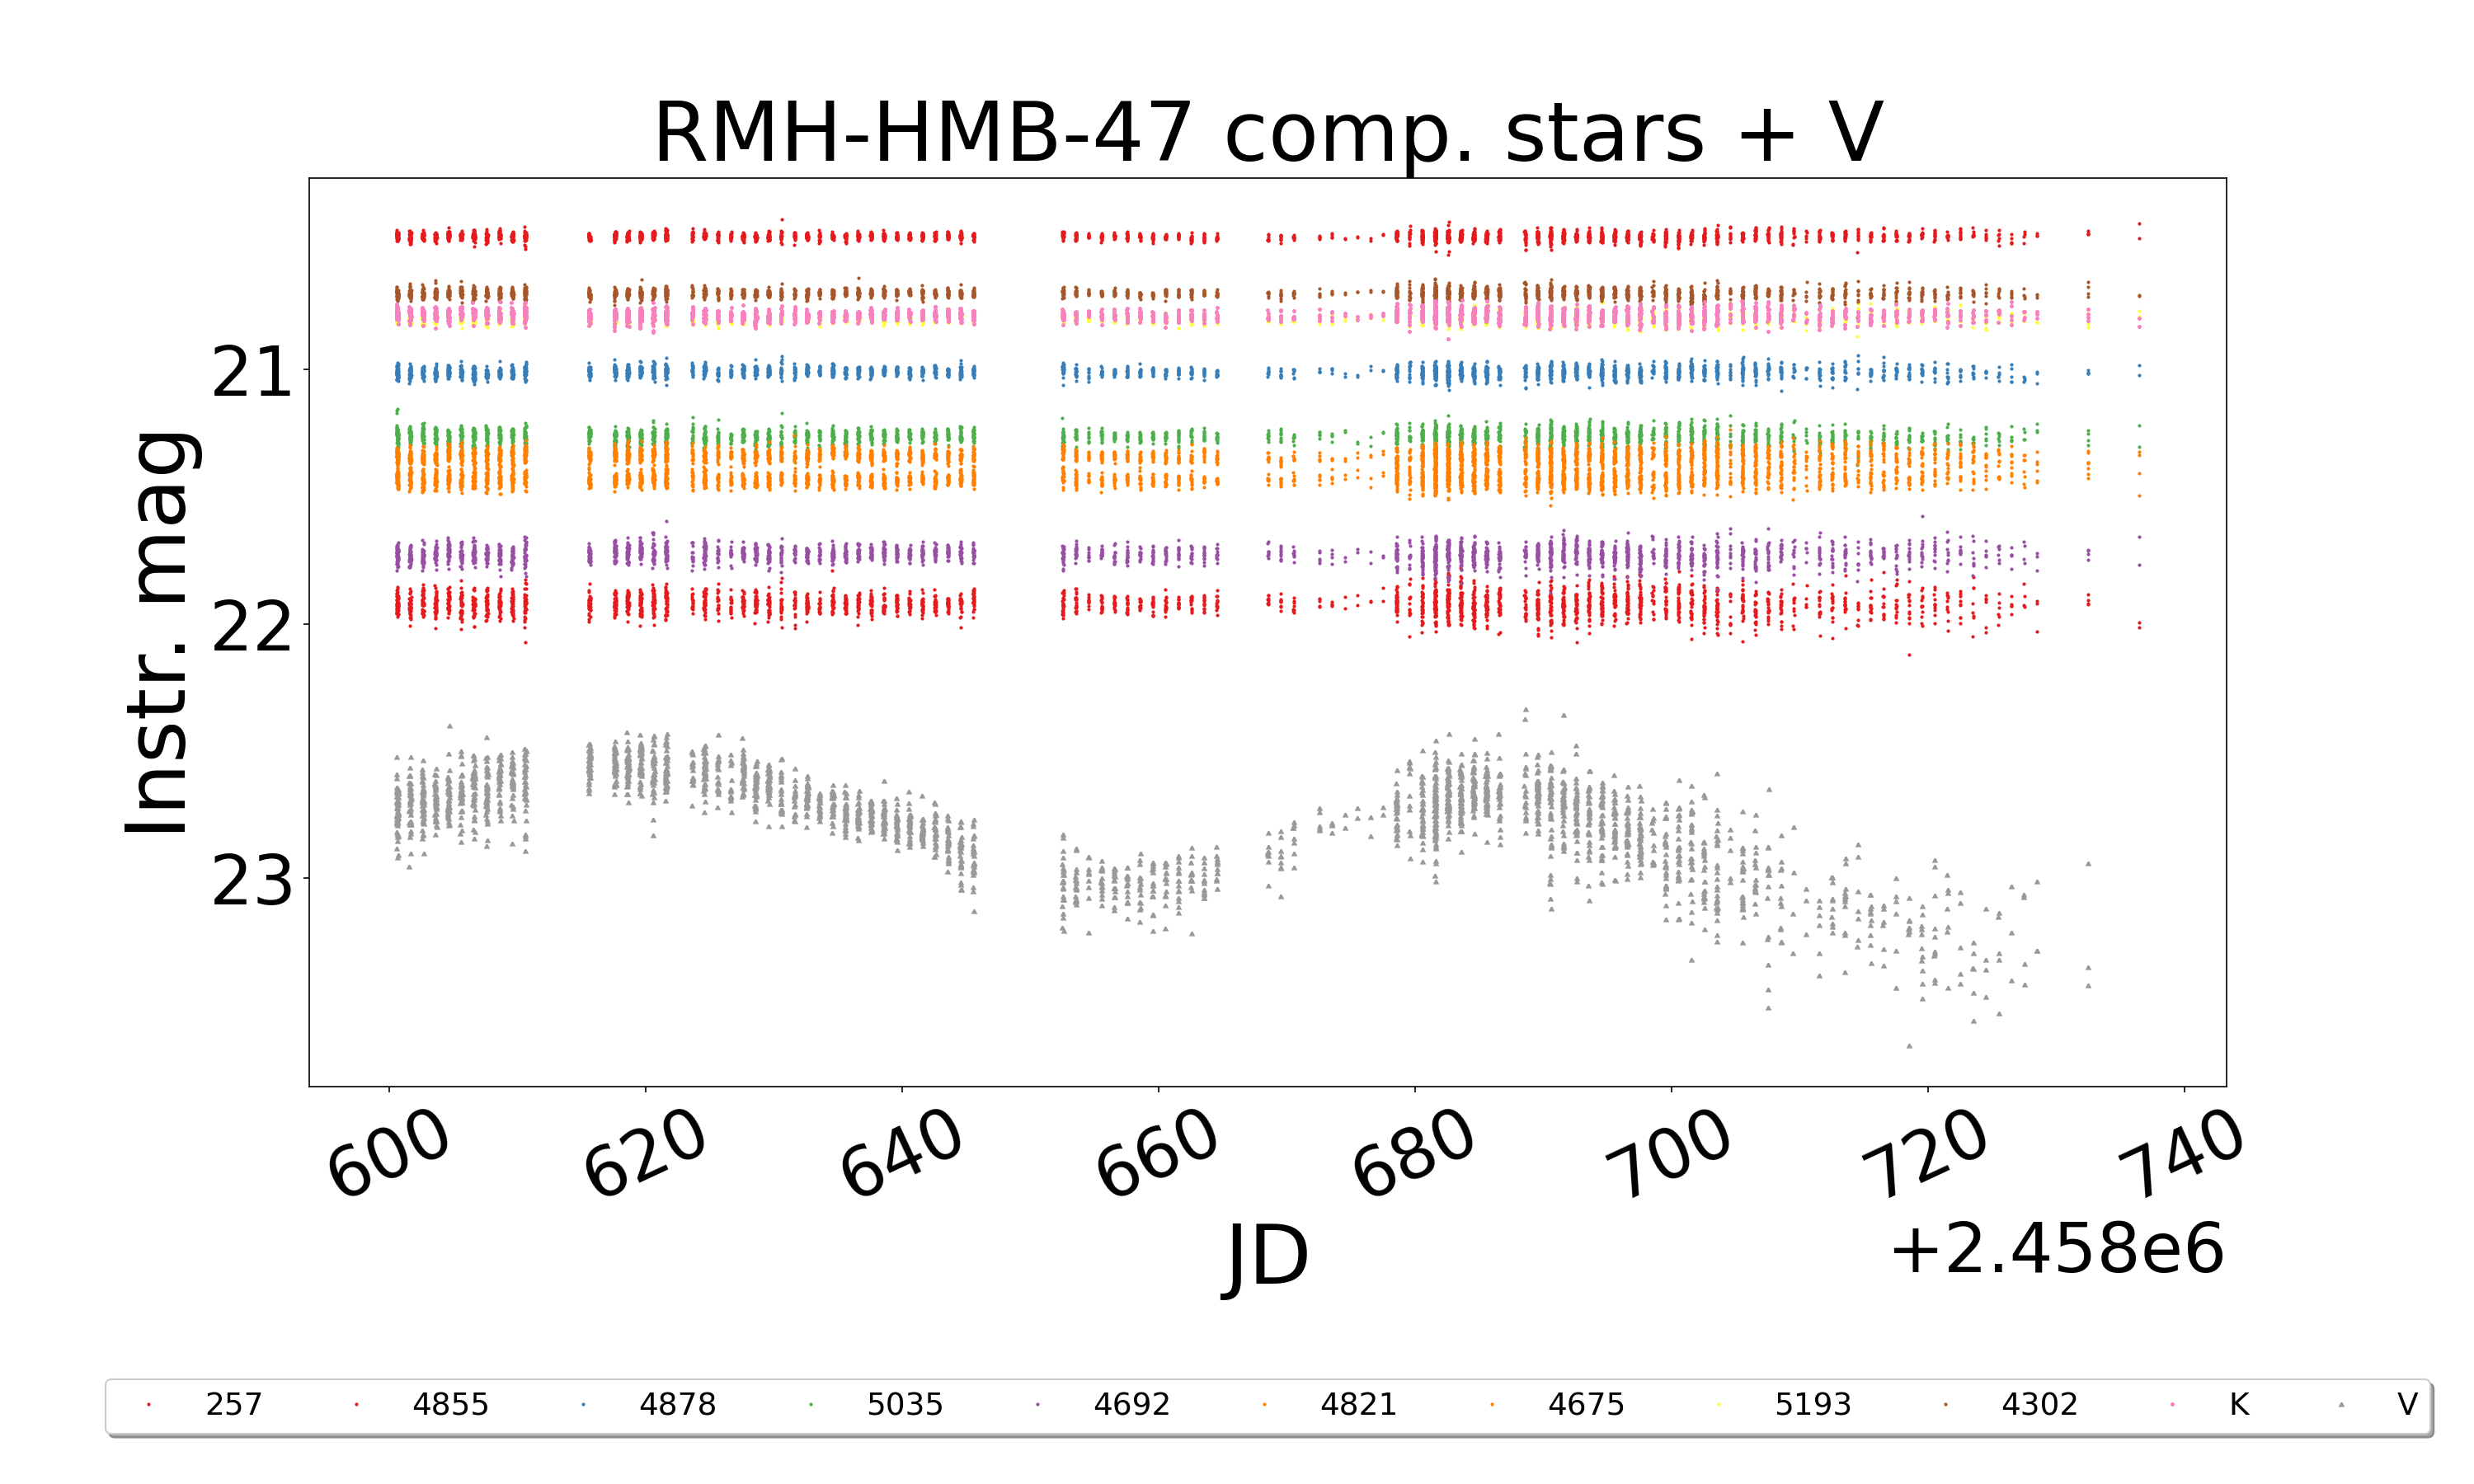 RMH-HMB-47 comp. stars + V
Instr. mag
21
22
23
600 620 640 660 680 700 720 740
JD
+2.458e6
257 4855 4878 5035 4692 4821 4675 5193 4302 K V